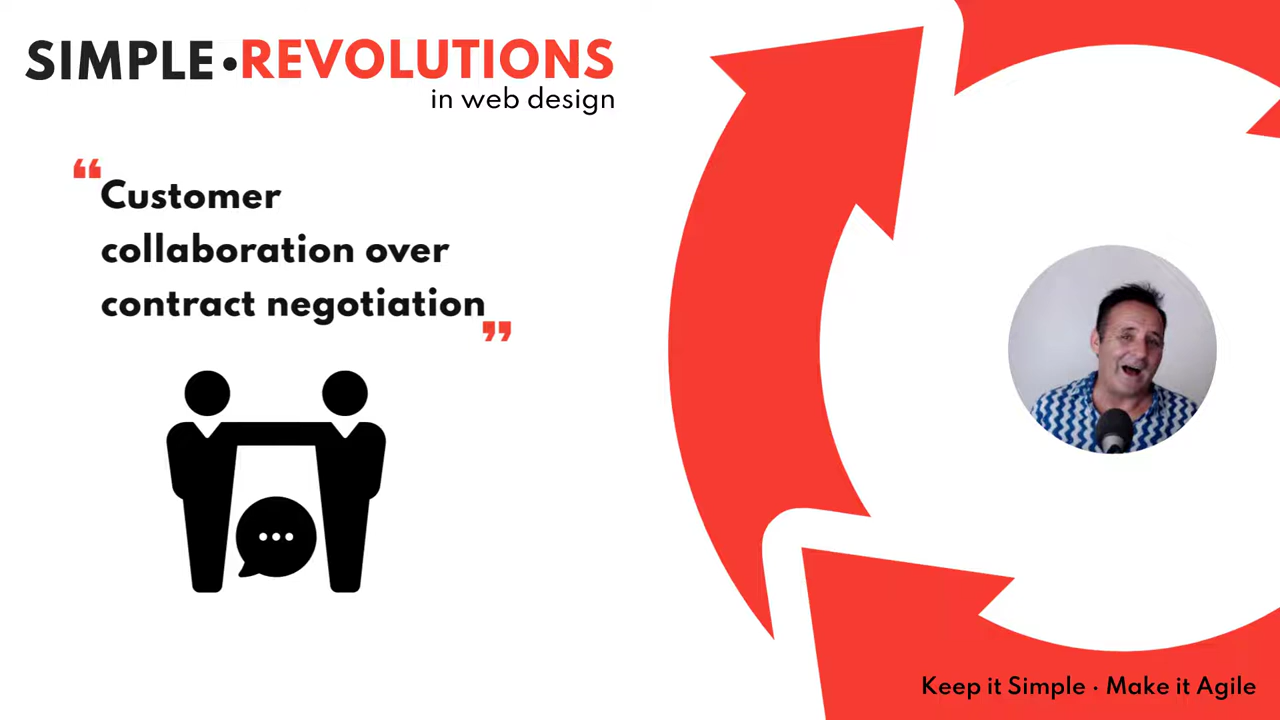 SIMPLE•REVOLUTIONS
in web design
“Customer
collaboration over
contract negotiation”
Keep it Simple · Make it Agile